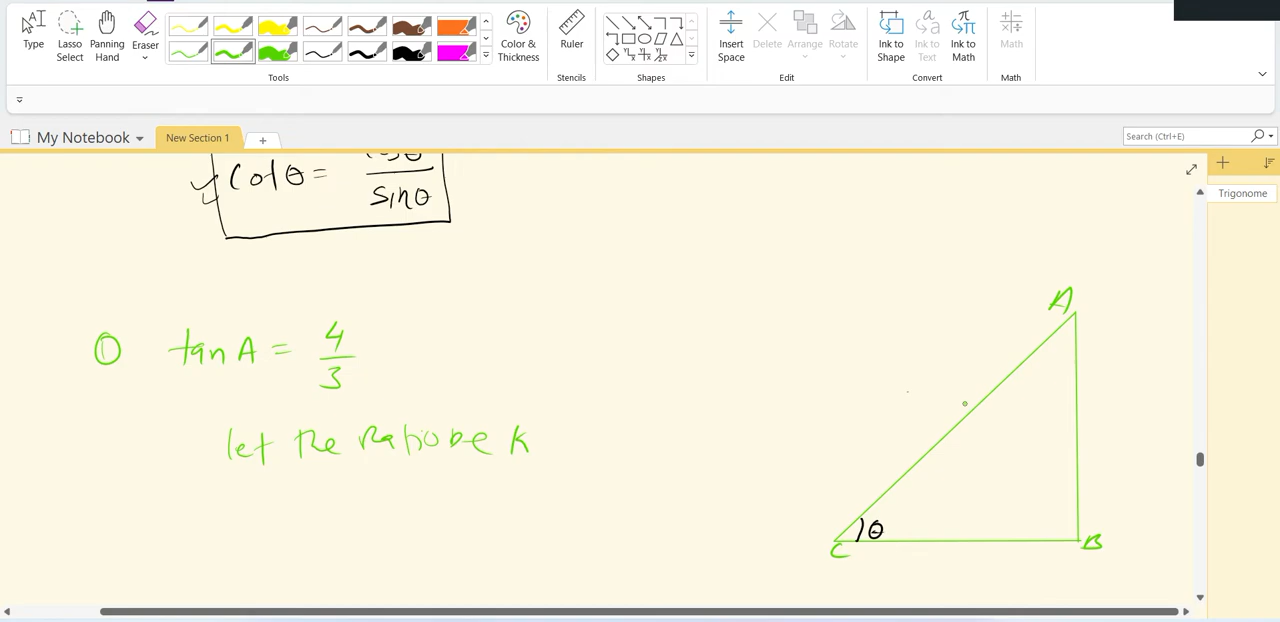 Type
Lasso Select
Panning Hand
Eraser
Color & Thickness
Ruler
Insert Space
Delete
Arrange
Rotate
Ink to Shape
Ink to Text
Ink to Math
Math
Tools
Stencils
Shapes
Edit
Convert
Math
My Notebook
New Section 1
Search (Ctrl+E)
Trigonome
Cotθ = / sinθ
A
① tan A = 4/3
let the Ratio be K
θ
C
B